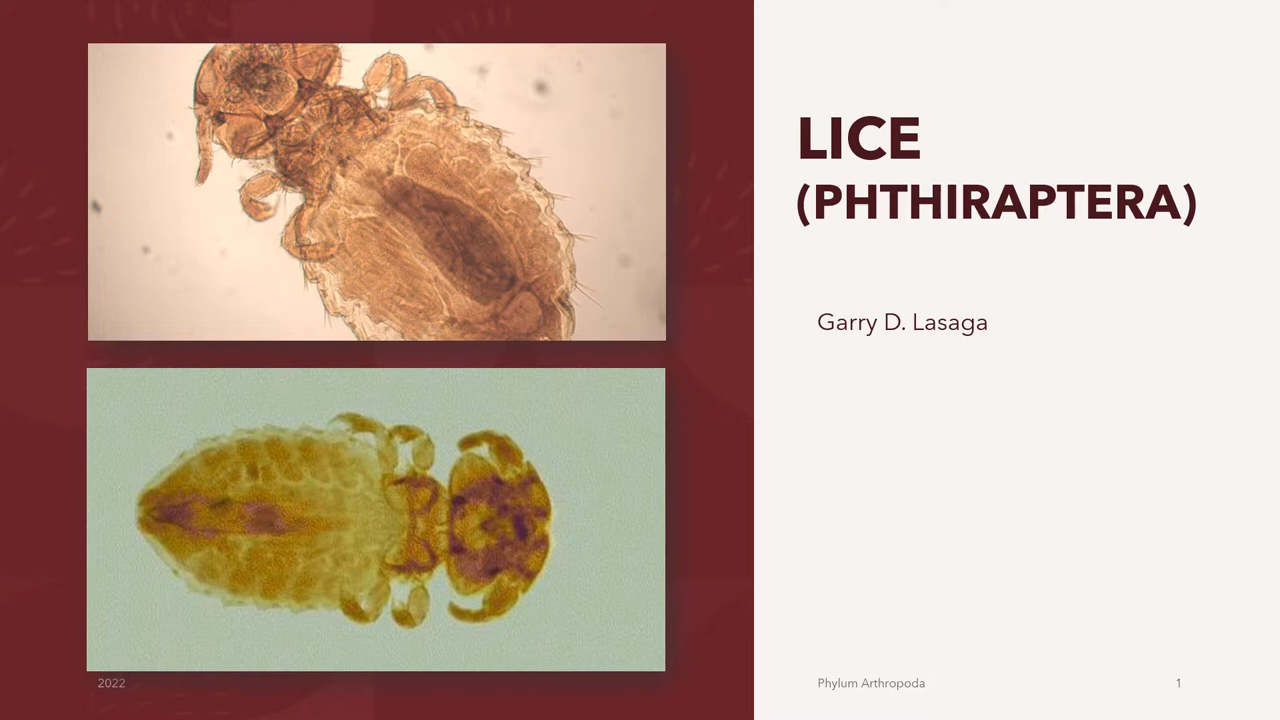 LICE
(PHTHIRAPTERA)
Garry D. Lasaga
2022
Phylum Arthropoda
1